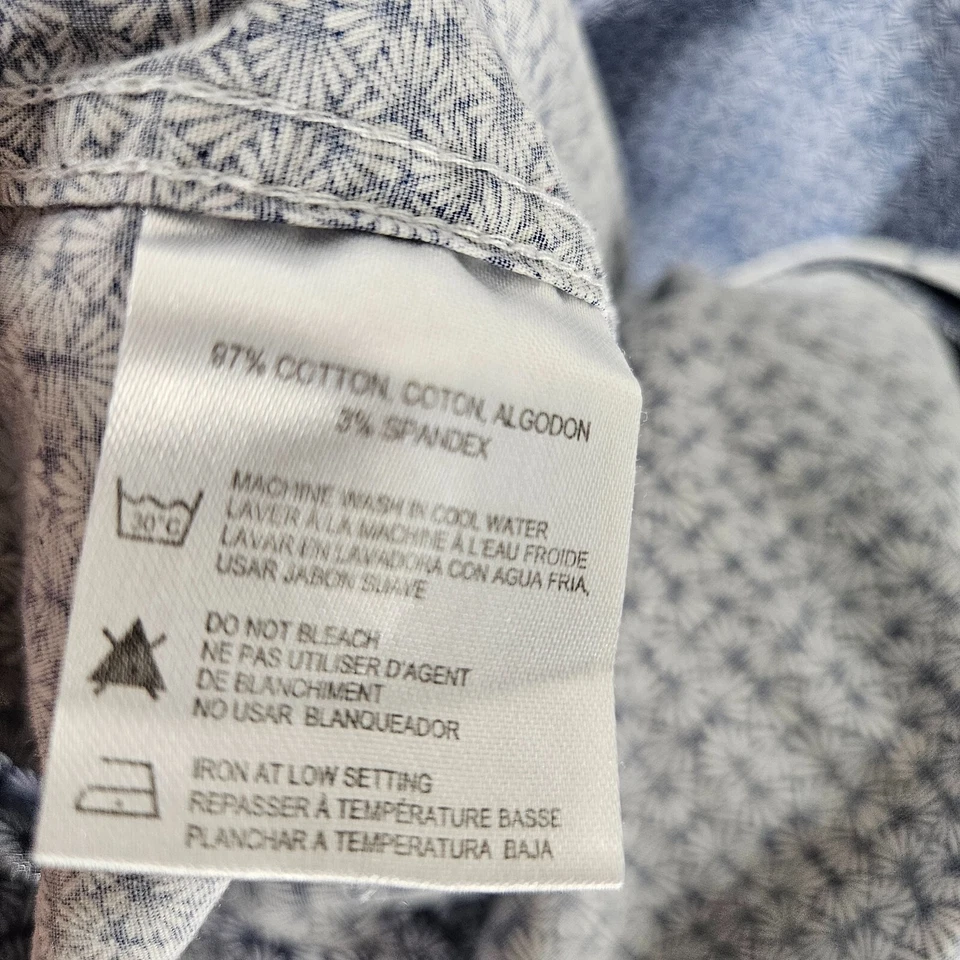 97% COTTON, COTON, ALGODON
3% SPANDEX
30°C
MACHINE WASH IN COOL WATER
LAVER À LA MACHINE À L'EAU FROIDE
LAVAR EN LAVADORA CON AGUA FRIA,
USAR JABON SUAVE
DO NOT BLEACH
NE PAS UTILISER D'AGENT
DE BLANCHIMENT
NO USAR BLANQUEADOR
IRON AT LOW SETTING
REPASSER À TEMPÉRATURE BASSE
PLANCHAR A TEMPERATURA BAJA